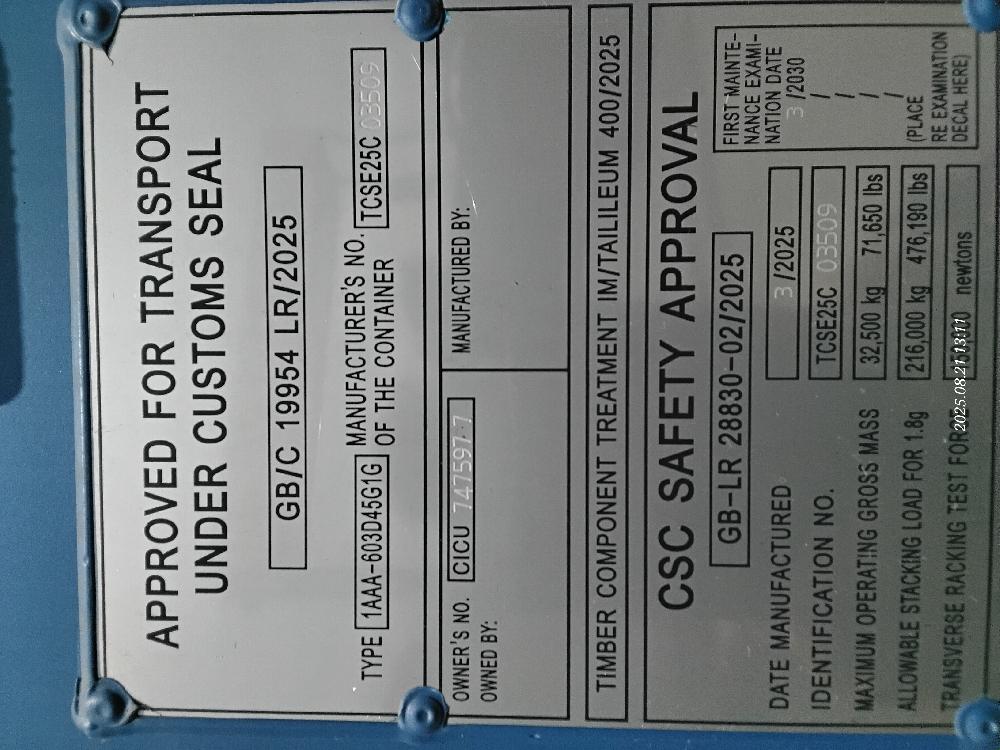 APPROVED FOR TRANSPORT
UNDER CUSTOMS SEAL
GB/C 19954 LR/2025
TYPE 1AAA-603D45G1G MANUFACTURER'S NO.
OF THE CONTAINER TCSE25C 03509
OWNER'S NO. CICU 747597 7
OWNED BY:
MANUFACTURED BY:
TIMBER COMPONENT TREATMENT IM/TAILILEUM 400/2025
CSC SAFETY APPROVAL
GB-LR 28830-02/2025
DATE MANUFACTURED 3 /2025
IDENTIFICATION NO. TCSE25C 03509
MAXIMUM OPERATING GROSS MASS 32,500 kg 71,650 lbs
ALLOWABLE STACKING LOAD FOR 1.8g 216,000 kg 476,190 lbs
TRANSVERSE RACKING TEST FORCE newtons
FIRST MAINTE-
NANCE EXAMI-
NATION DATE
3 /2030
/
/
/
/
(PLACE
RE EXAMINATION
DECAL HERE)
2025.08.21 13:11